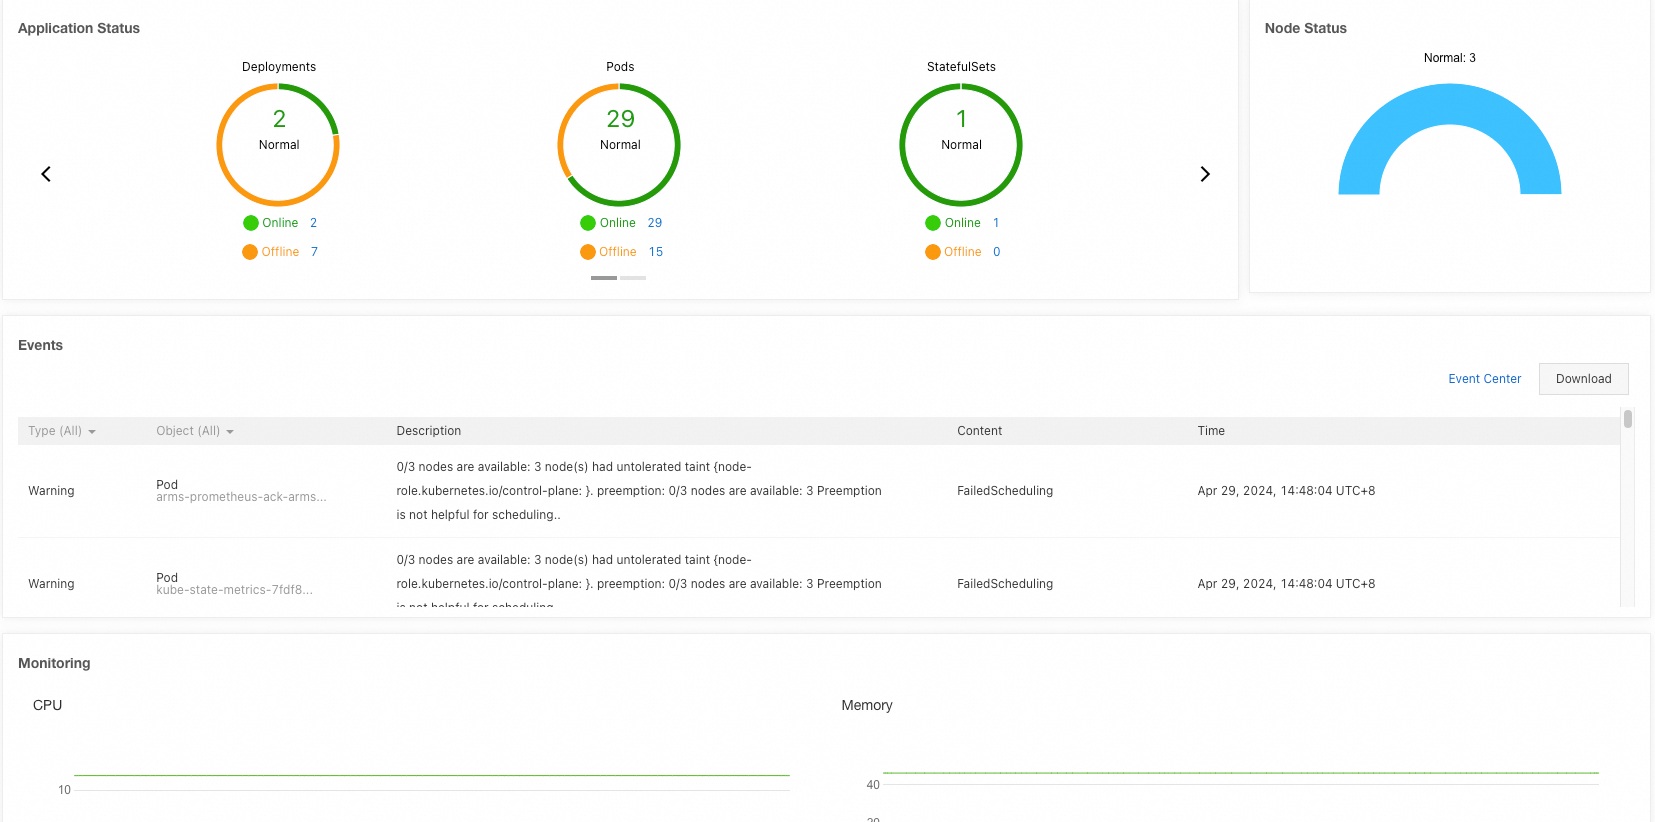 Application Status
Node Status
Deployments
Pods
StatefulSets
Normal: 3
2
Normal
29
Normal
1
Normal
Online 2
Online 29
Online 1
Offline 7
Offline 15
Offline 0
Events
Event Center
Download
Type (All)
Object (All)
Description
Content
Time
Warning
Pod
arms-prometheus-ack-arms...
0/3 nodes are available: 3 node(s) had untolerated taint {node-
role.kubernetes.io/control-plane: }. preemption: 0/3 nodes are available: 3 Preemption
is not helpful for scheduling..
FailedScheduling
Apr 29, 2024, 14:48:04 UTC+8
Warning
Pod
kube-state-metrics-7fdf8...
0/3 nodes are available: 3 node(s) had untolerated taint {node-
role.kubernetes.io/control-plane: }. preemption: 0/3 nodes are available: 3 Preemption
is not helpful for scheduling
FailedScheduling
Apr 29, 2024, 14:48:04 UTC+8
Monitoring
CPU
Memory
10
40